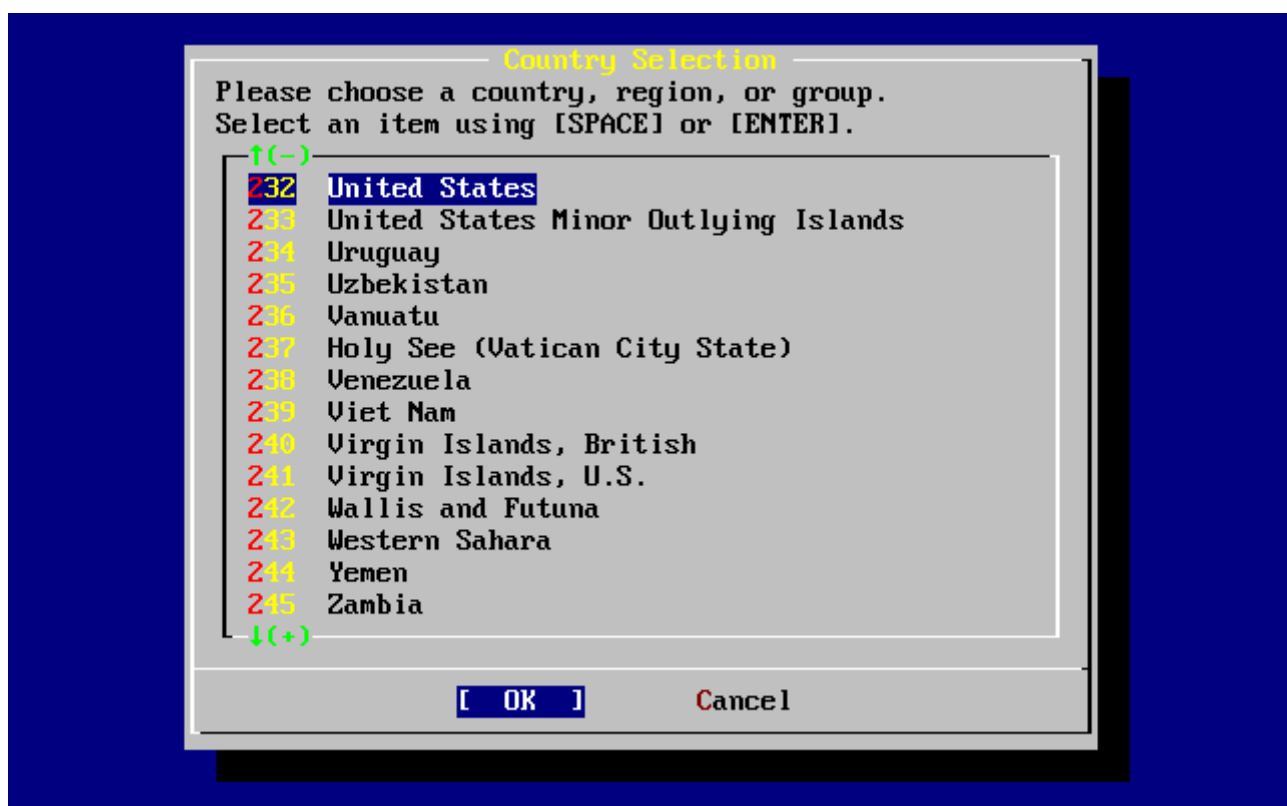 Country Selection
Please choose a country, region, or group.
Select an item using [SPACE] or [ENTER].
↑(-)
232 United States
233 United States Minor Outlying Islands
234 Uruguay
235 Uzbekistan
236 Vanuatu
237 Holy See (Vatican City State)
238 Venezuela
239 Viet Nam
240 Virgin Islands, British
241 Virgin Islands, U.S.
242 Wallis and Futuna
243 Western Sahara
244 Yemen
245 Zambia
↓(+)
[ OK ] Cancel